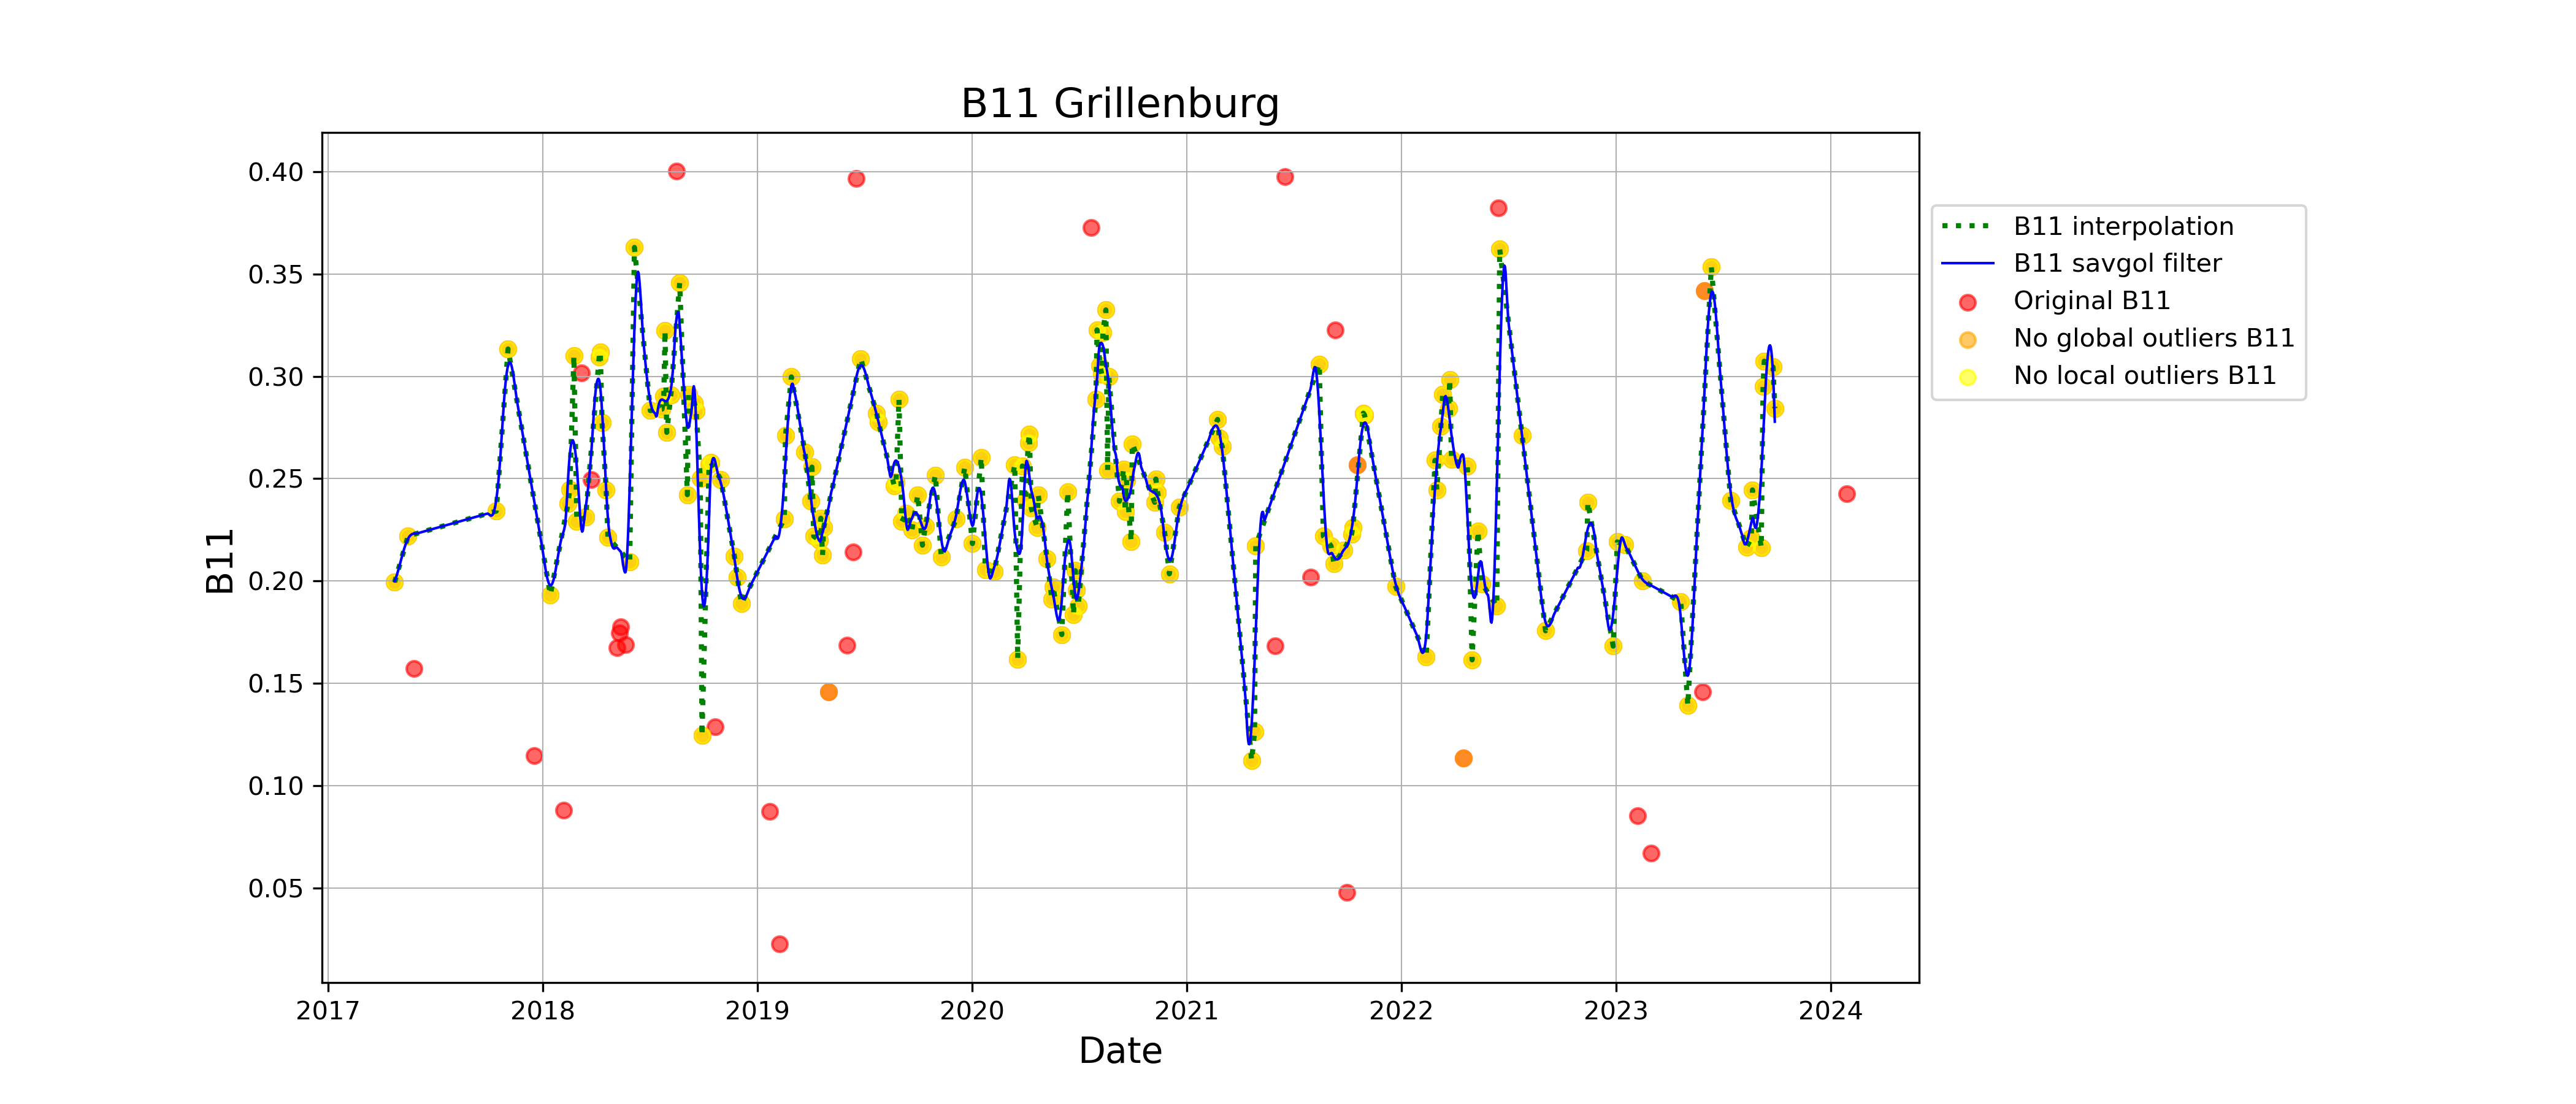 B11 Grillenburg
0.40
0.35
0.30
0.25
0.20
0.15
0.10
0.05
B11
2017 2018 2019 2020 2021 2022 2023 2024
Date
B11 interpolation
B11 savgol filter
Original B11
No global outliers B11
No local outliers B11